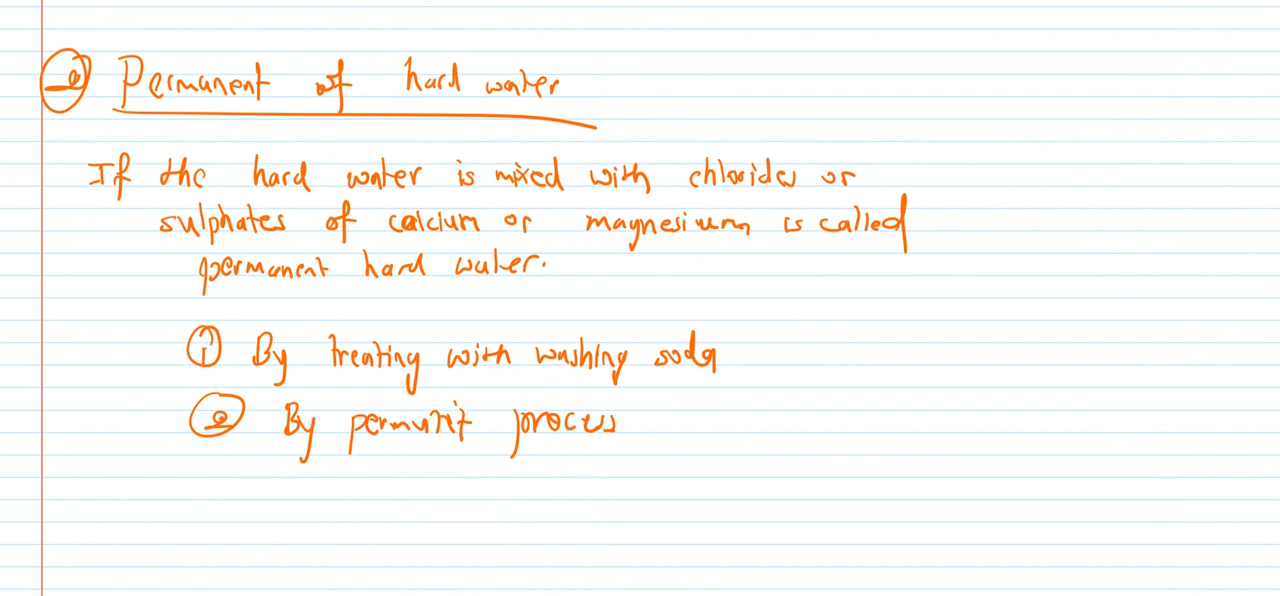 2 Permanent of hard water
If the hard water is mixed with chlorides or
sulphates of calcium or magnesium is called
permanent hard water.
1 By treating with washing soda
2 By permutit process